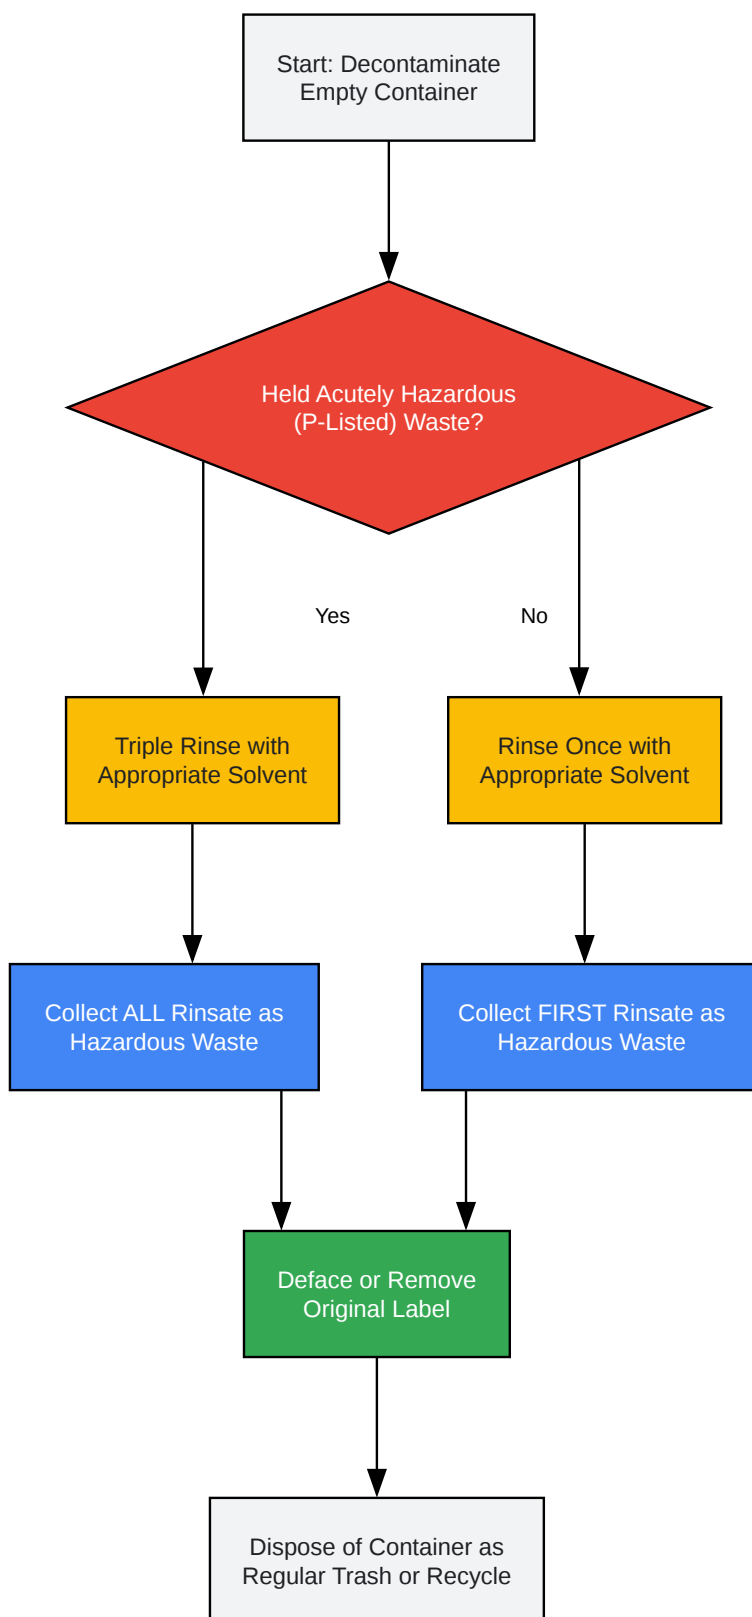 Start: Decontaminate
Empty Container
Held Acutely Hazardous
(P-Listed) Waste?
Yes
No
Triple Rinse with
Appropriate Solvent
Rinse Once with
Appropriate Solvent
Collect ALL Rinsate as
Hazardous Waste
Collect FIRST Rinsate as
Hazardous Waste
Deface or Remove
Original Label
Dispose of Container as
Regular Trash or Recycle